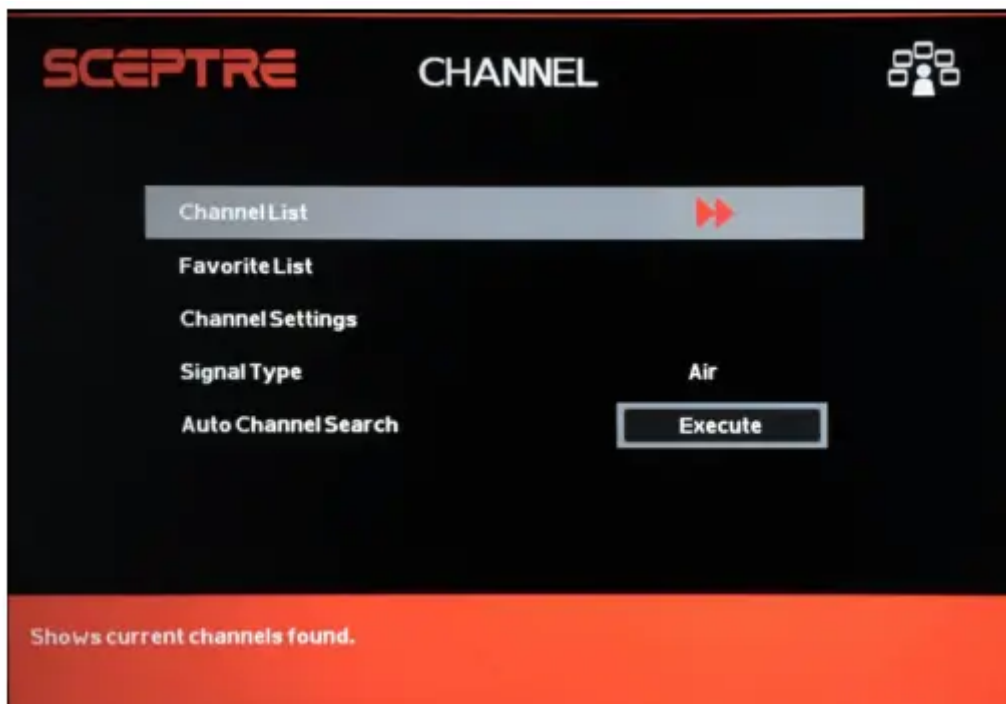 SCEPTRE CHANNEL
Channel List
Favorite List
Channel Settings
Signal Type Air
Auto Channel Search Execute
Shows current channels found.